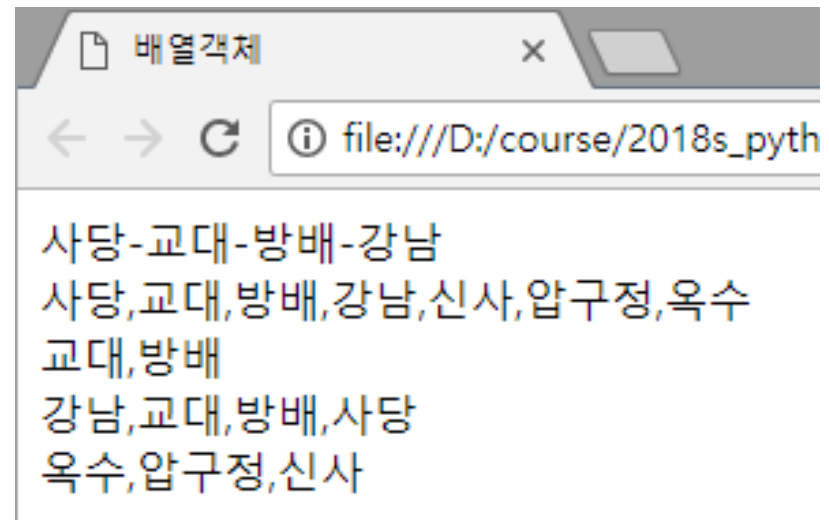 배열객체
file:///D:/course/2018s_pyth
사당-교대-방배-강남
사당,교대,방배,강남,신사,압구정,옥수
교대,방배
강남,교대,방배,사당
옥수,압구정,신사